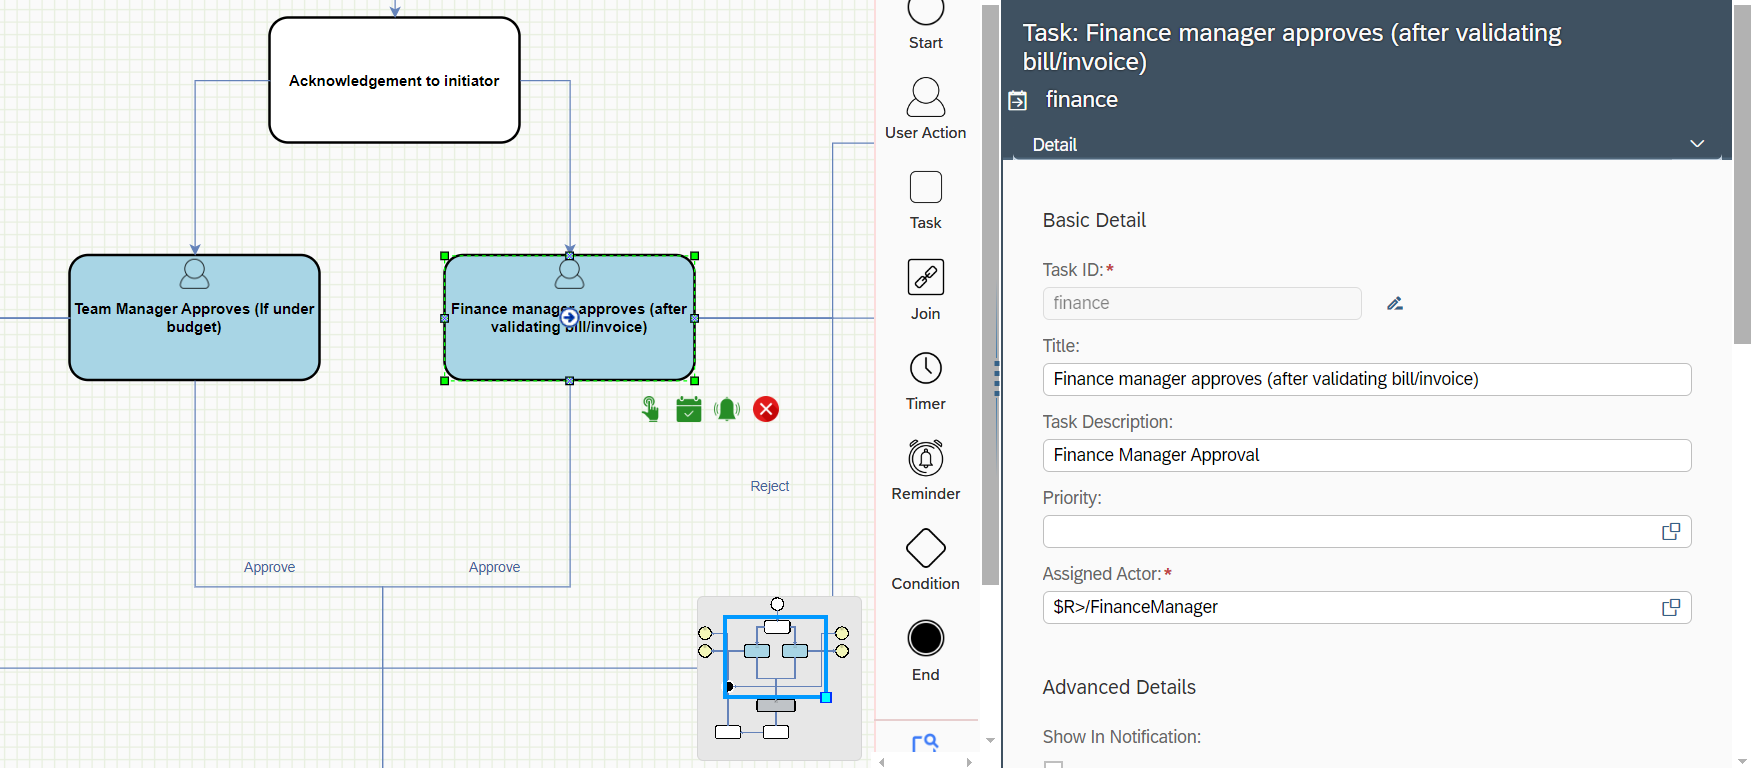 Acknowledgement to initiator
Team Manager Approves (If under
budget)
Finance manager approves (after
validating bill/invoice)
Reject
Approve
Approve
Start
User Action
Task
Join
Timer
Reminder
Condition
End
Task: Finance manager approves (after validating
bill/invoice)
finance
Detail
Basic Detail
Task ID:*
finance
Title:
Finance manager approves (after validating bill/invoice)
Task Description:
Finance Manager Approval
Priority:
Assigned Actor:*
$R>/FinanceManager
Advanced Details
Show In Notification: